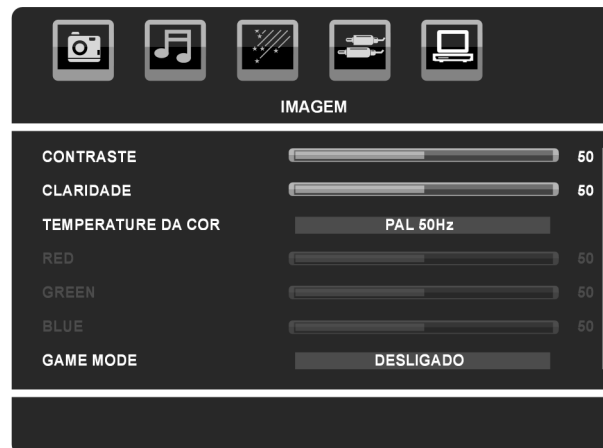 IMAGEM
CONTRASTE 50
CLARIDADE 50
TEMPERATURE DA COR PAL 50Hz
RED 50
GREEN 50
BLUE 50
GAME MODE DESLIGADO